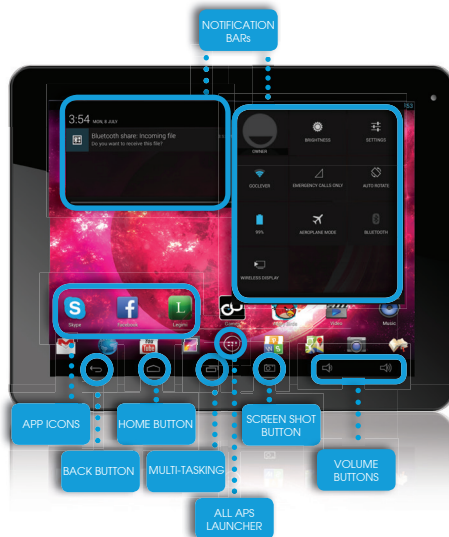 NOTIFICATION
BARs
3:54 MON, 8 JULY
Bluetooth share: Incoming file
Do you want to receive this file?
OWNER
BRIGHTNESS
SETTINGS
GOCLEVER
EMERGENCY CALLS ONLY
AUTO ROTATE
99%
AEROPLANE MODE
BLUETOOTH
WIRELESS DISPLAY
Skype
Facebook
Legimi
Video
Music
You
Tube
APP ICONS
HOME BUTTON
SCREEN SHOT
BUTTON
BACK BUTTON
MULTI-TASKING
VOLUME
BUTTONS
ALL APS
LAUNCHER